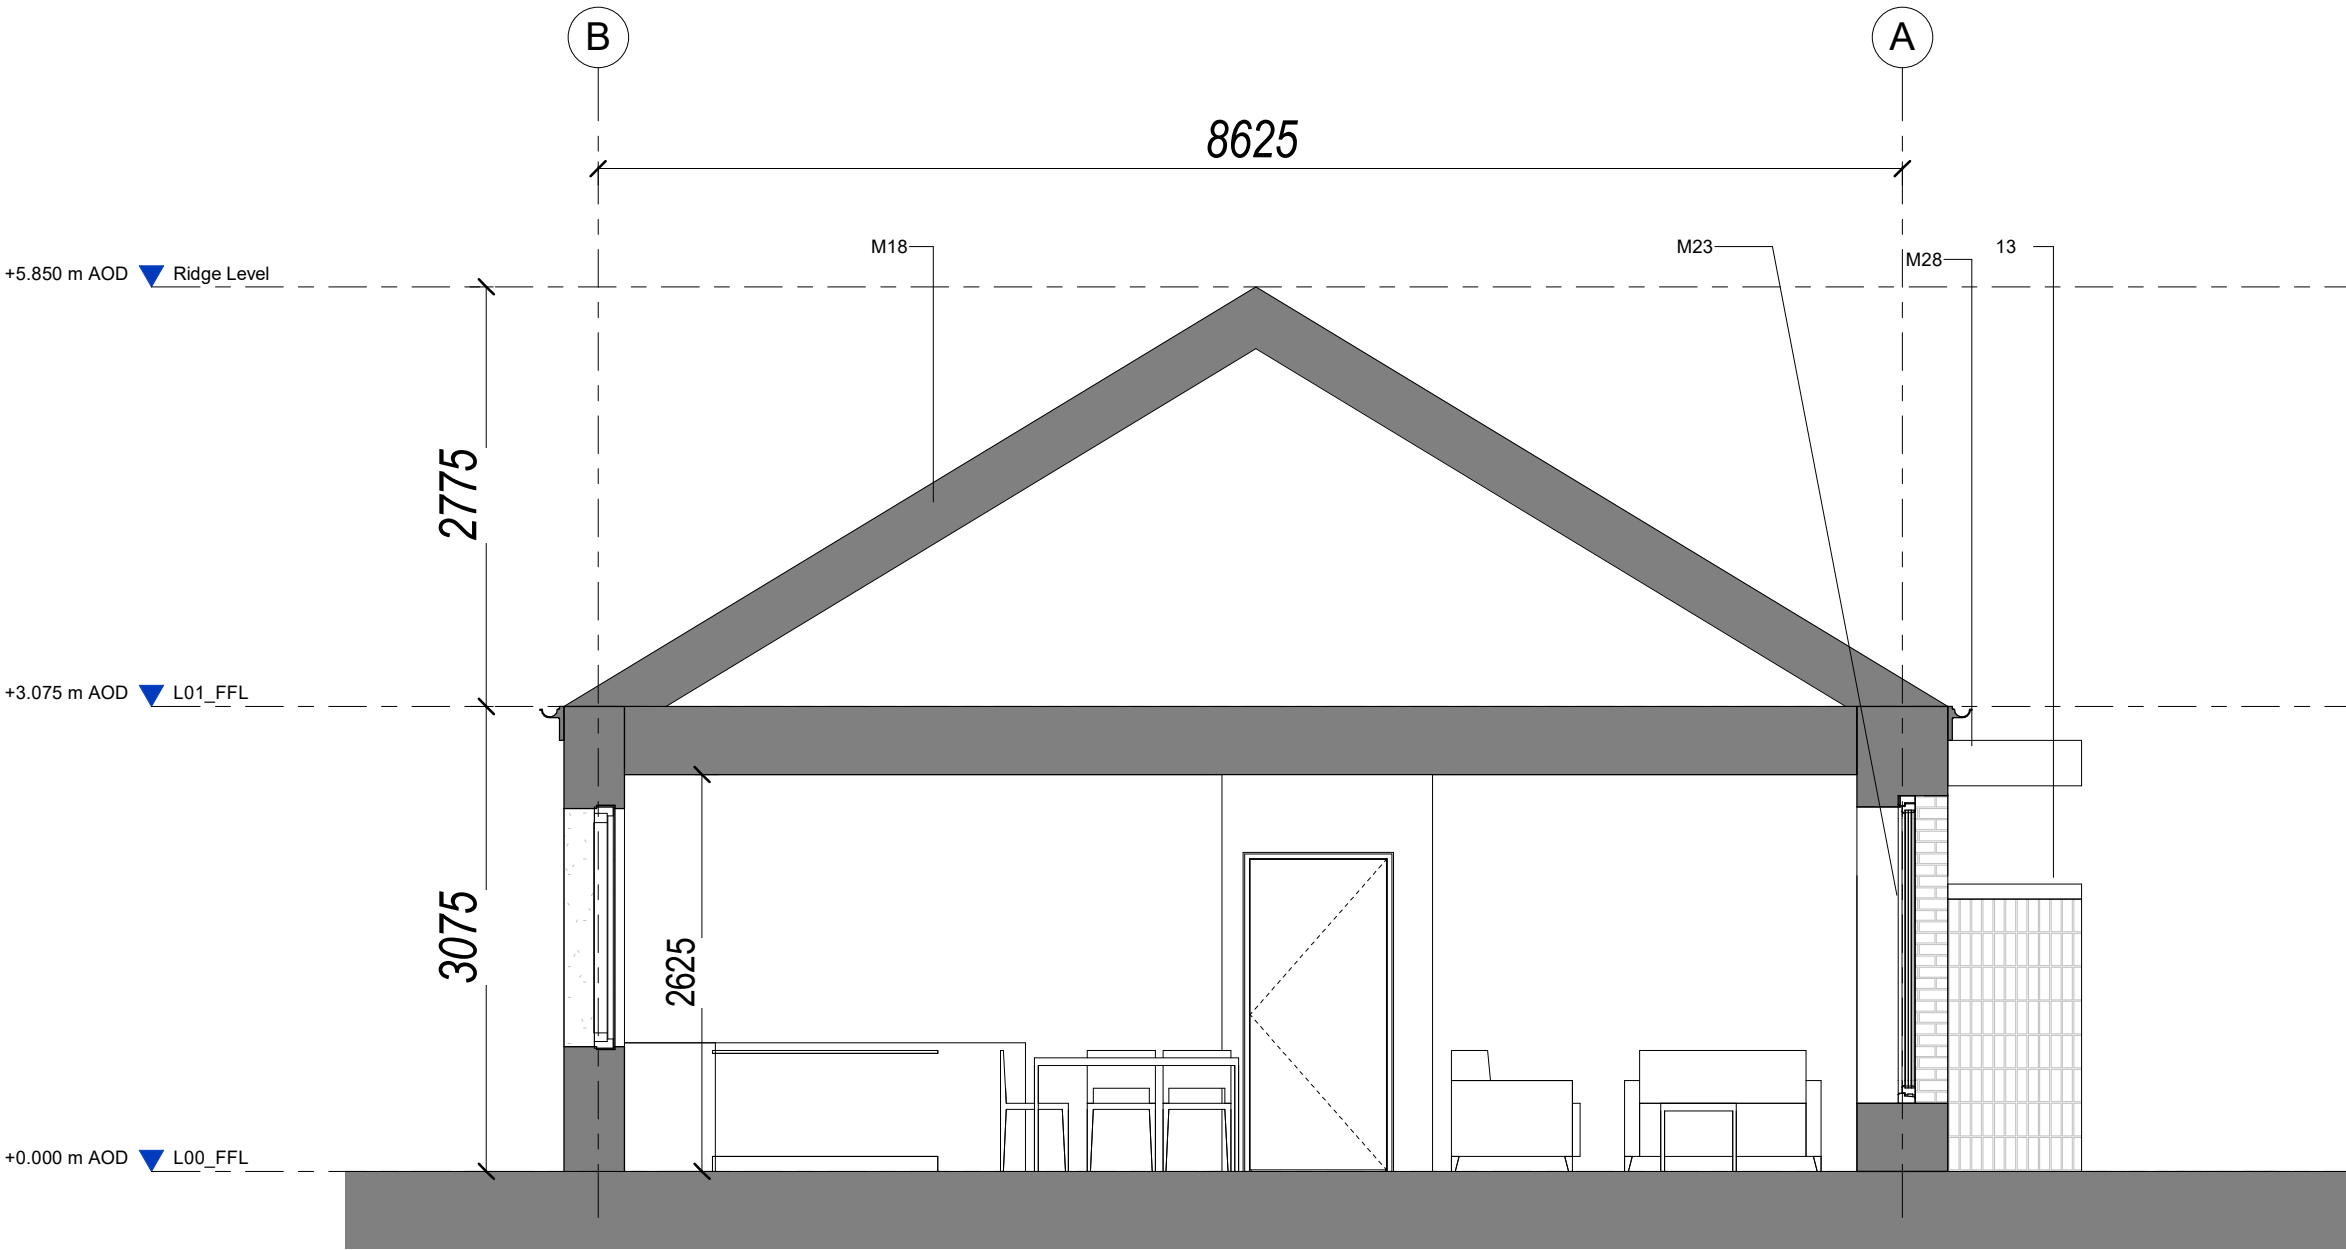 B
A
8625
M18
M23
M28
13
+5.850 m AOD Ridge Level
2775
+3.075 m AOD L01_FFL
3075
2625
+0.000 m AOD L00_FFL